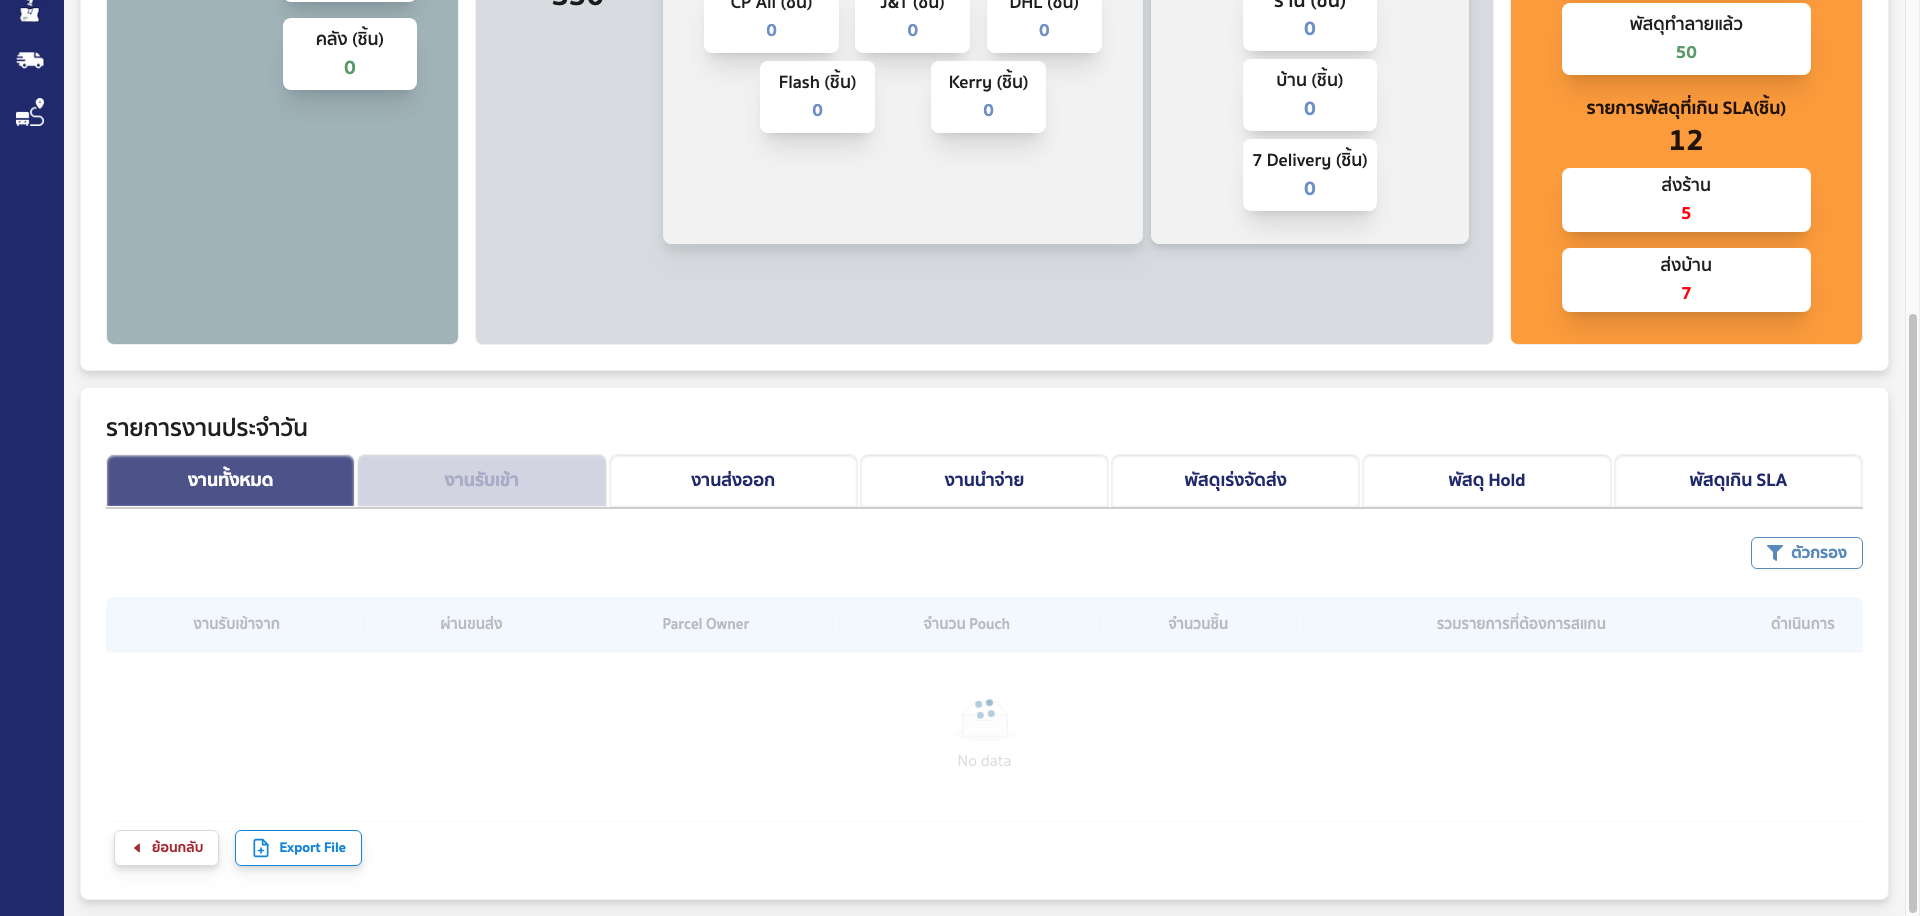 คลัง (ชิ้น)
0
CP All (ชิ้น)
0
J&T (ชิ้น)
0
DHL (ชิ้น)
0
Flash (ชิ้น)
0
Kerry (ชิ้น)
0
ร้าน (ชิ้น)
0
บ้าน (ชิ้น)
0
7 Delivery (ชิ้น)
0
พัสดุทำลายแล้ว
50
รายการพัสดุที่เกิน SLA(ชิ้น)
12
ส่งร้าน
5
ส่งบ้าน
7
รายการงานประจำวัน
งานทั้งหมด
งานรับเข้า
งานส่งออก
งานนำจ่าย
พัสดุเร่งจัดส่ง
พัสดุ Hold
พัสดุเกิน SLA
ตัวกรอง
งานรับเข้าจาก
ผ่านขนส่ง
Parcel Owner
จำนวน Pouch
จำนวนชิ้น
รวมรายการที่ต้องการสแกน
ดำเนินการ
No data
ย้อนกลับ
Export File